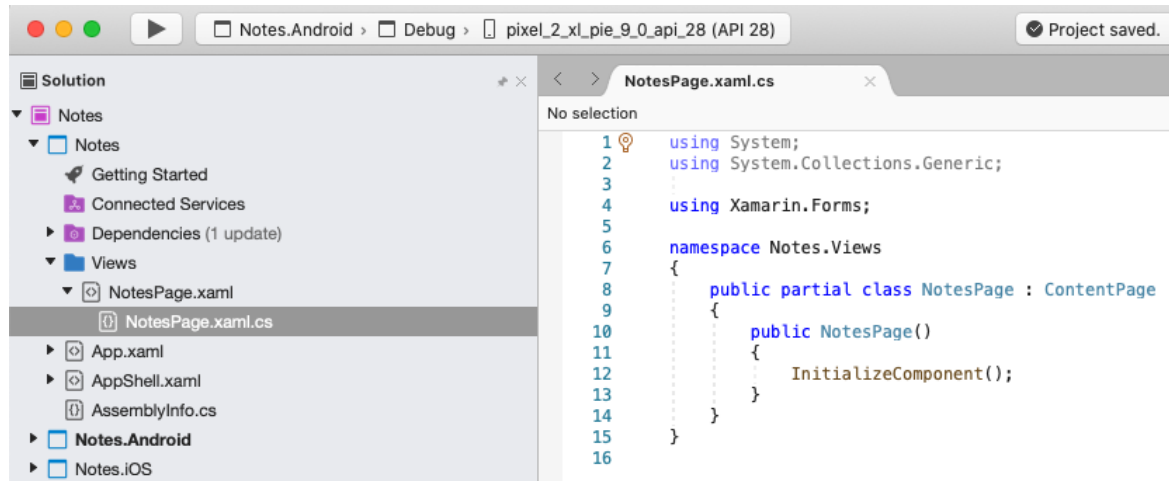 Notes.Android › Debug › pixel_2_xl_pie_9_0_api_28 (API 28)
Project saved.
Solution
Notes
Notes
Getting Started
Connected Services
Dependencies (1 update)
Views
NotesPage.xaml
NotesPage.xaml.cs
App.xaml
AppShell.xaml
AssemblyInfo.cs
Notes.Android
Notes.iOS
NotesPage.xaml.cs
No selection
1 using System;
2 using System.Collections.Generic;
3
4 using Xamarin.Forms;
5
6 namespace Notes.Views
7 {
8     public partial class NotesPage : ContentPage
9     {
10         public NotesPage()
11         {
12             InitializeComponent();
13         }
14     }
15 }
16